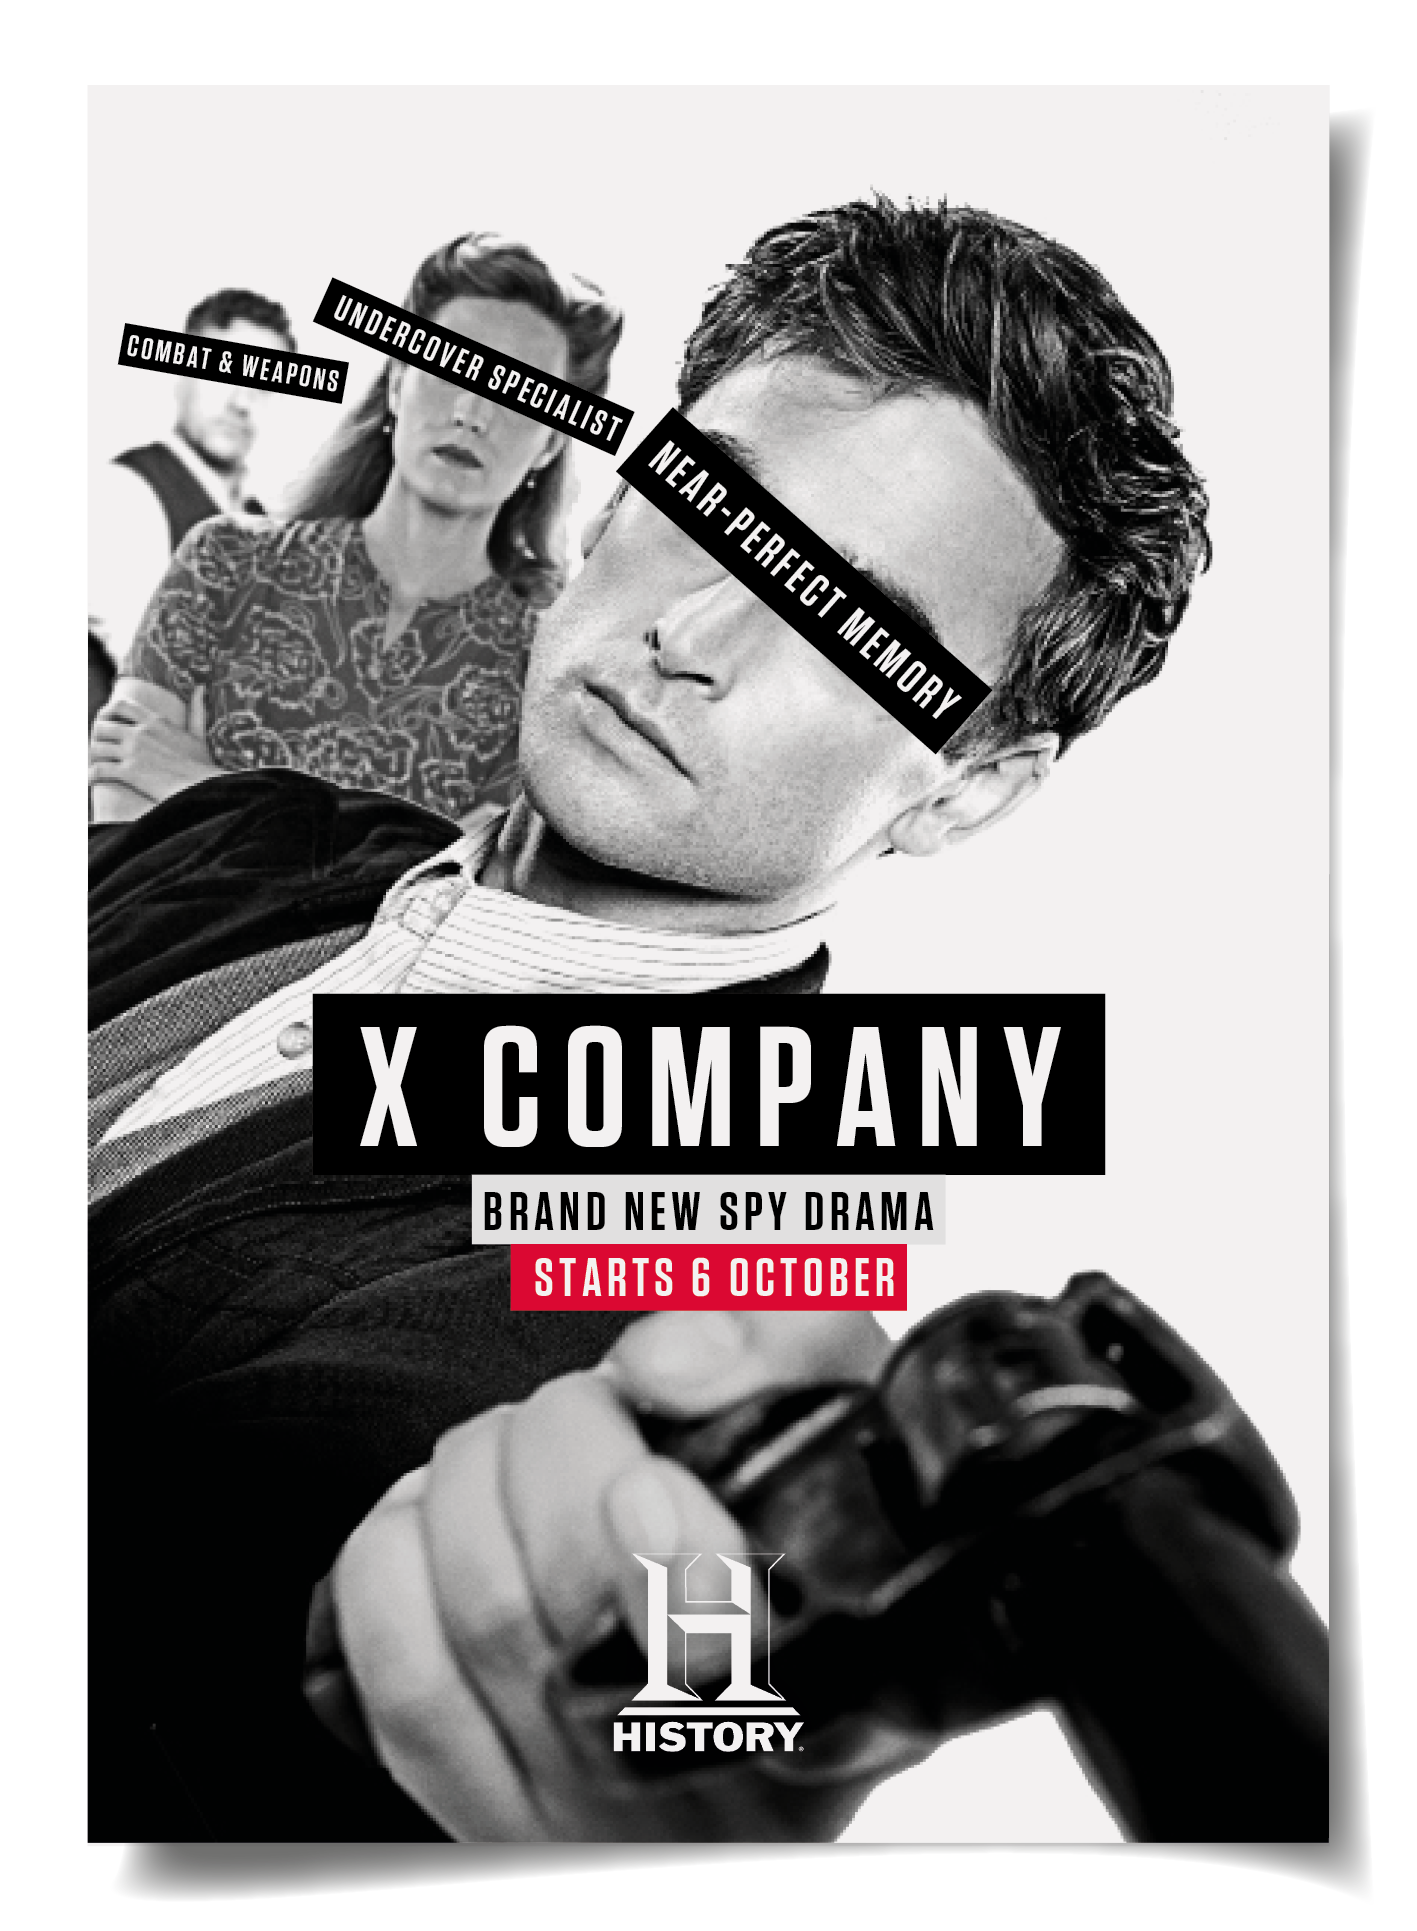 COMBAT & WEAPONS
UNDERCOVER SPECIALIST
NEAR-PERFECT MEMORY
X COMPANY
BRAND NEW SPY DRAMA
STARTS 6 OCTOBER
H
HISTORY